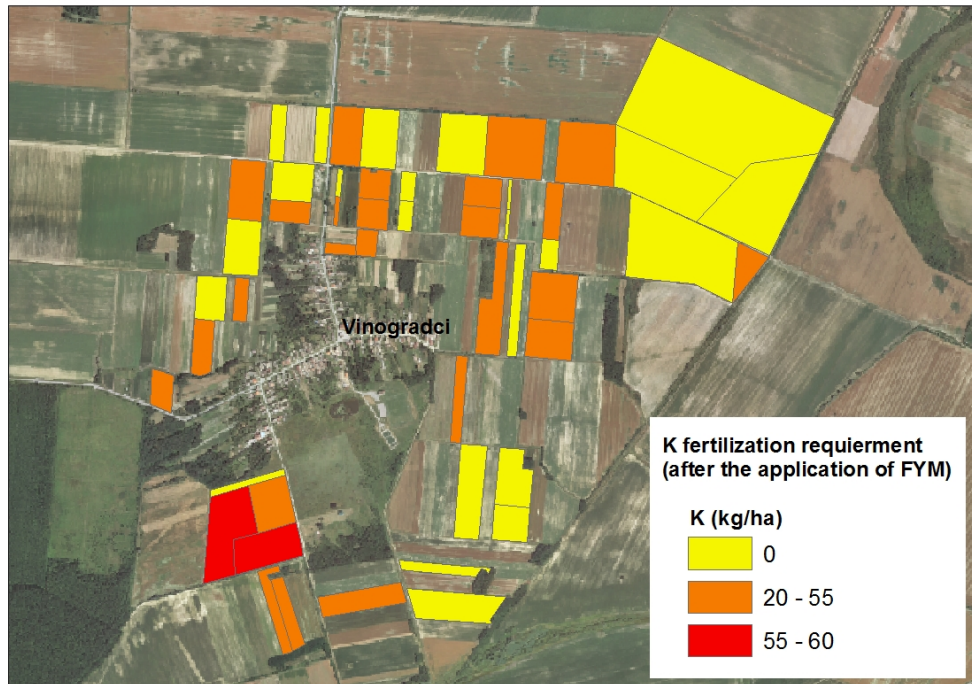 Vinogradci
K fertilization requierment
(after the application of FYM)
K (kg/ha)
0
20 - 55
55 - 60